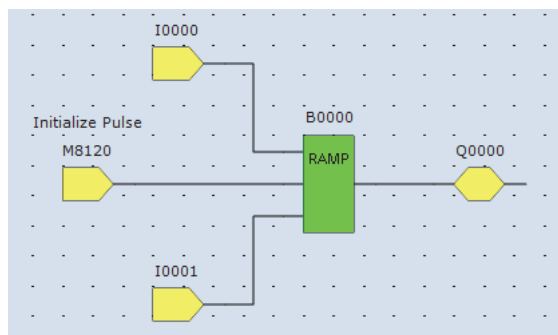 I0000
B0000
Initialize Pulse
M8120
RAMP
Q0000
I0001